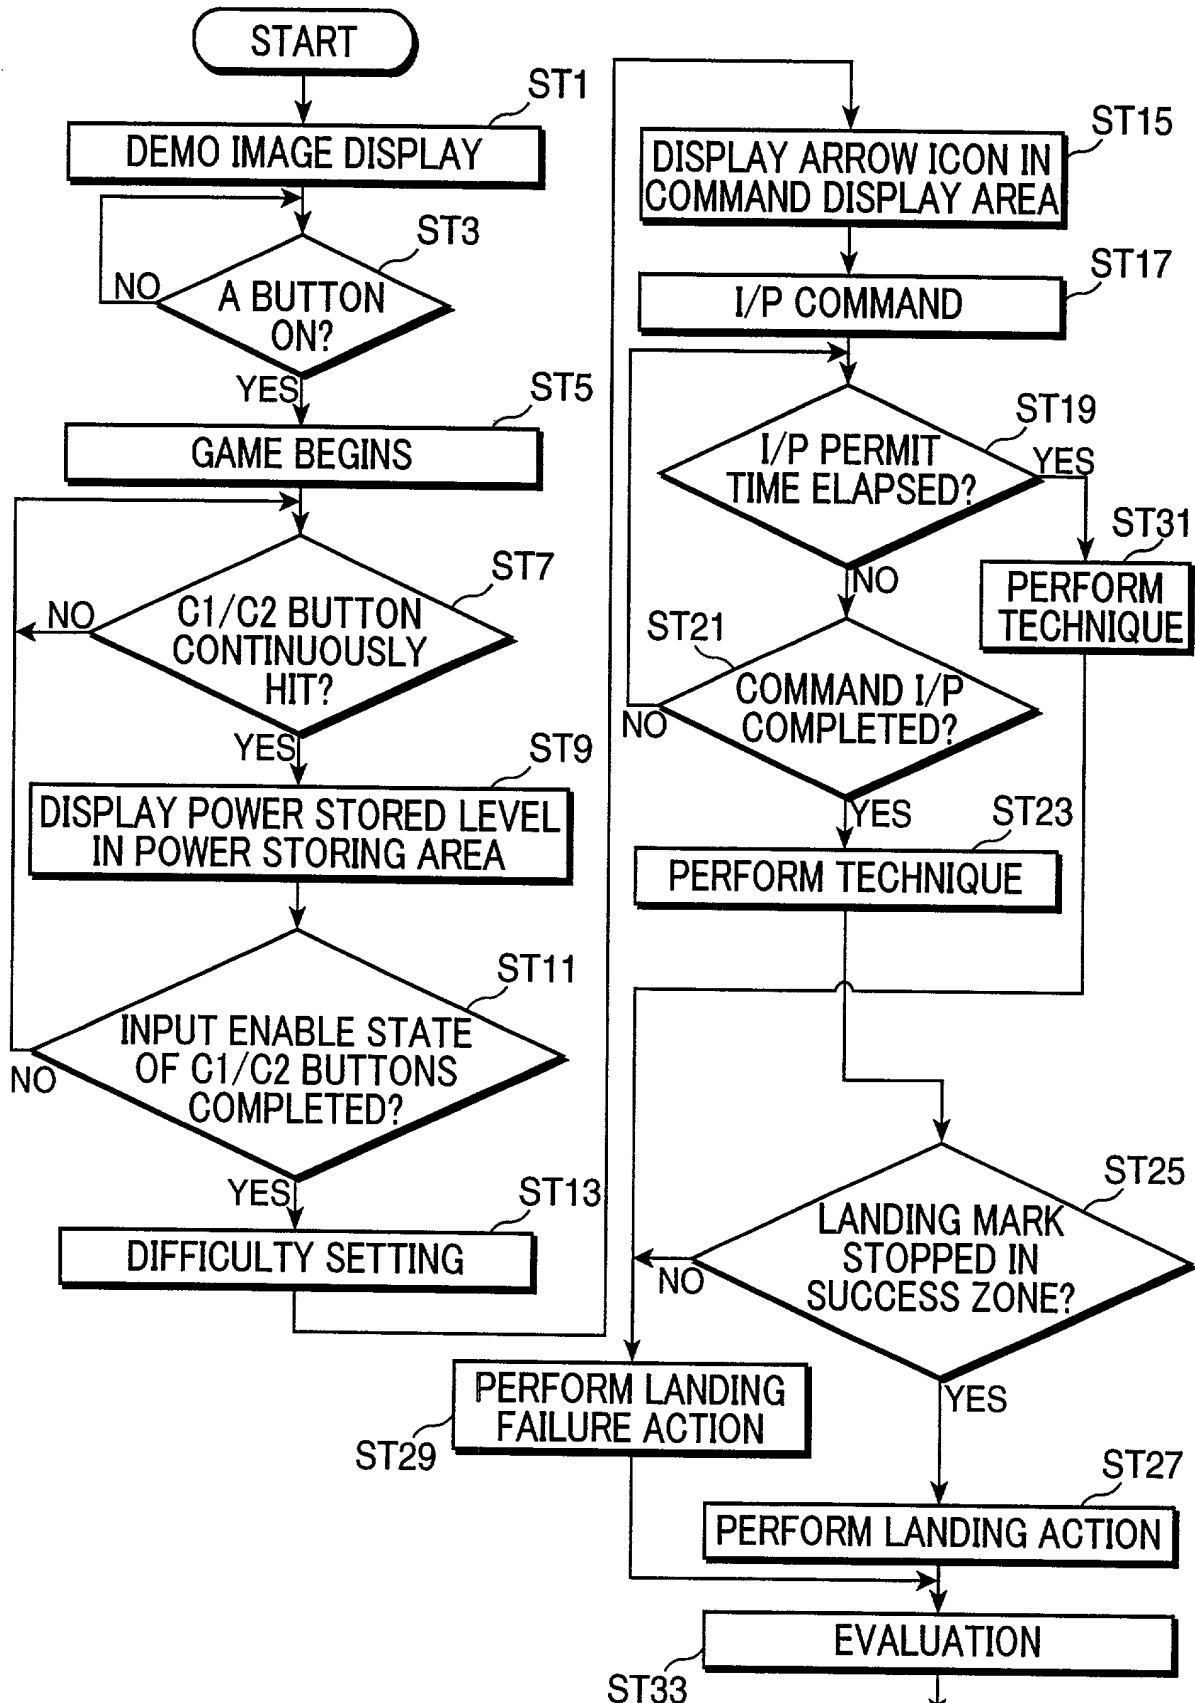 START
ST1
DEMO IMAGE DISPLAY
ST3
A BUTTON
ON?
NO
YES
ST5
GAME BEGINS
ST7
C1/C2 BUTTON
CONTINUOUSLY
HIT?
NO
YES
ST9
DISPLAY POWER STORED LEVEL
IN POWER STORING AREA
ST11
INPUT ENABLE STATE
OF C1/C2 BUTTONS
COMPLETED?
NO
YES
ST13
DIFFICULTY SETTING
ST15
DISPLAY ARROW ICON IN
COMMAND DISPLAY AREA
ST17
I/P COMMAND
ST19
I/P PERMIT
TIME ELAPSED?
YES
NO
ST31
PERFORM
TECHNIQUE
ST21
COMMAND I/P
COMPLETED?
NO
YES
ST23
PERFORM TECHNIQUE
ST25
LANDING MARK
STOPPED IN
SUCCESS ZONE?
NO
YES
PERFORM LANDING
FAILURE ACTION
ST29
ST27
PERFORM LANDING ACTION
EVALUATION
ST33